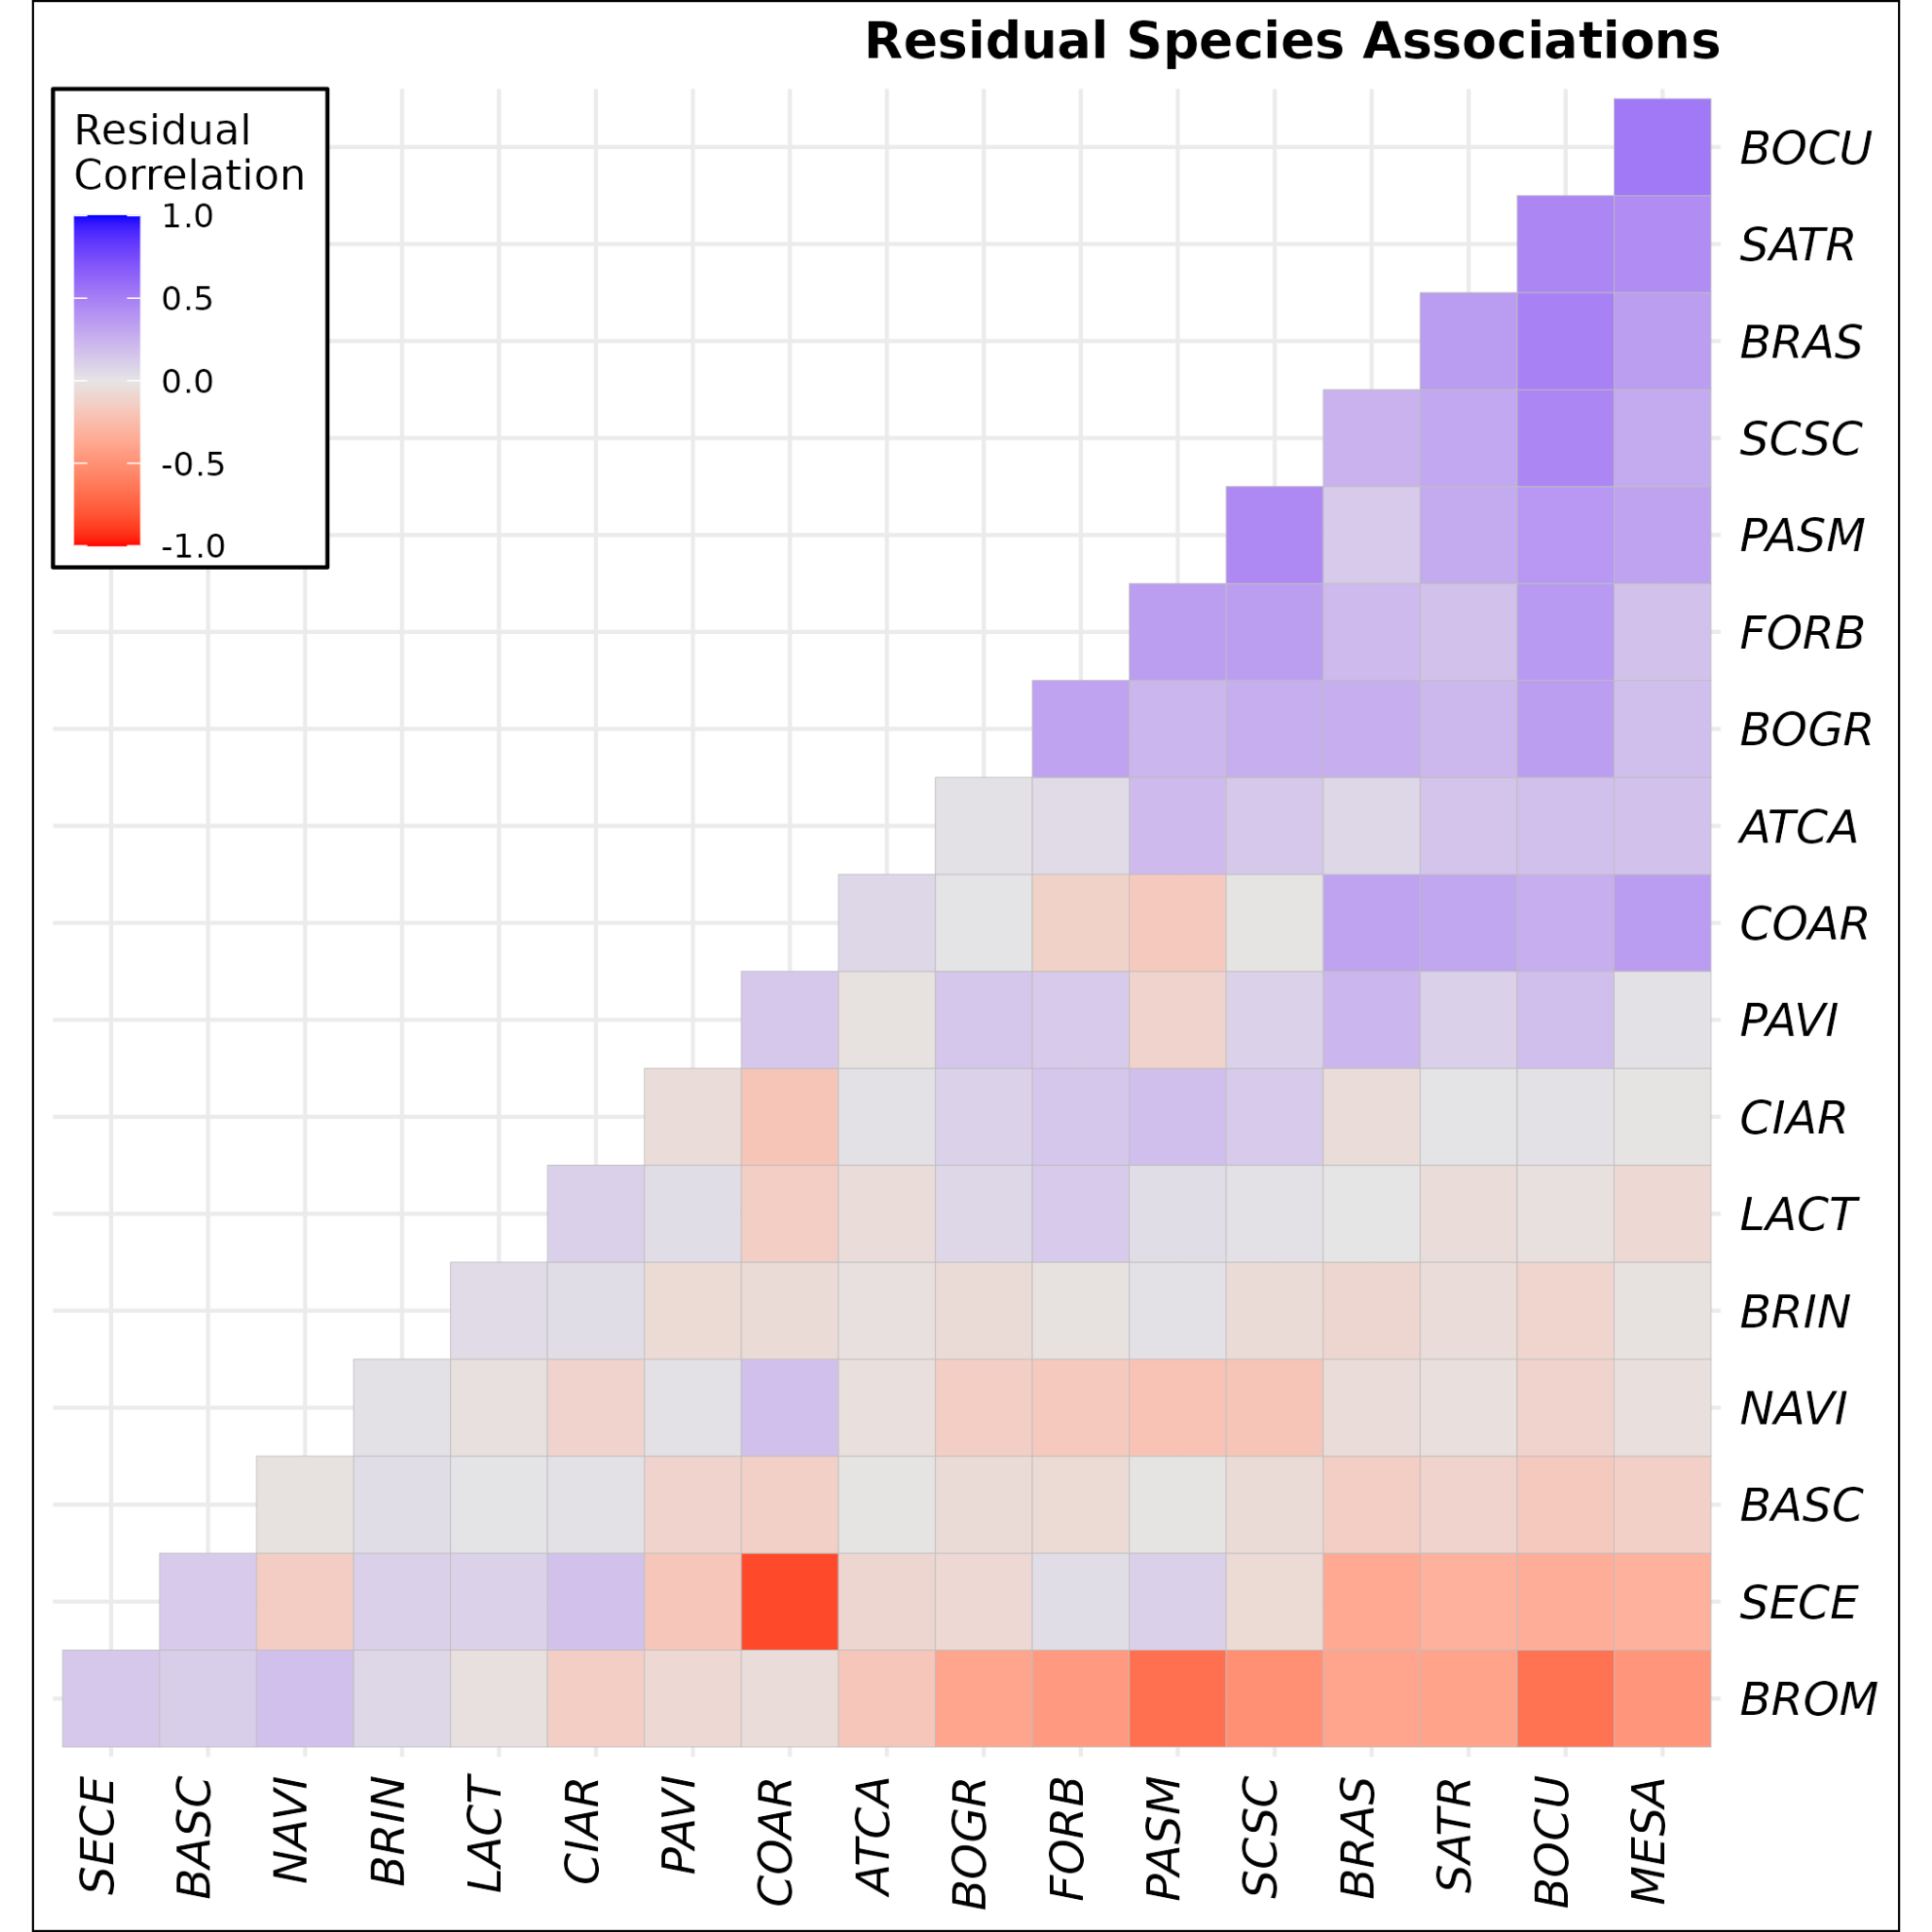 Residual Species Associations
Residual
Correlation
1.0
0.5
0.0
-0.5
-1.0
BOCU
SATR
BRAS
SCSC
PASM
FORB
BOGR
ATCA
COAR
PAVI
CIAR
LACT
BRIN
NAVI
BASC
SECE
BROM
SECE
BASC
NAVI
BRIN
LACT
CIAR
PAVI
COAR
ATCA
BOGR
FORB
PASM
SCSC
BRAS
SATR
BOCU
MESA